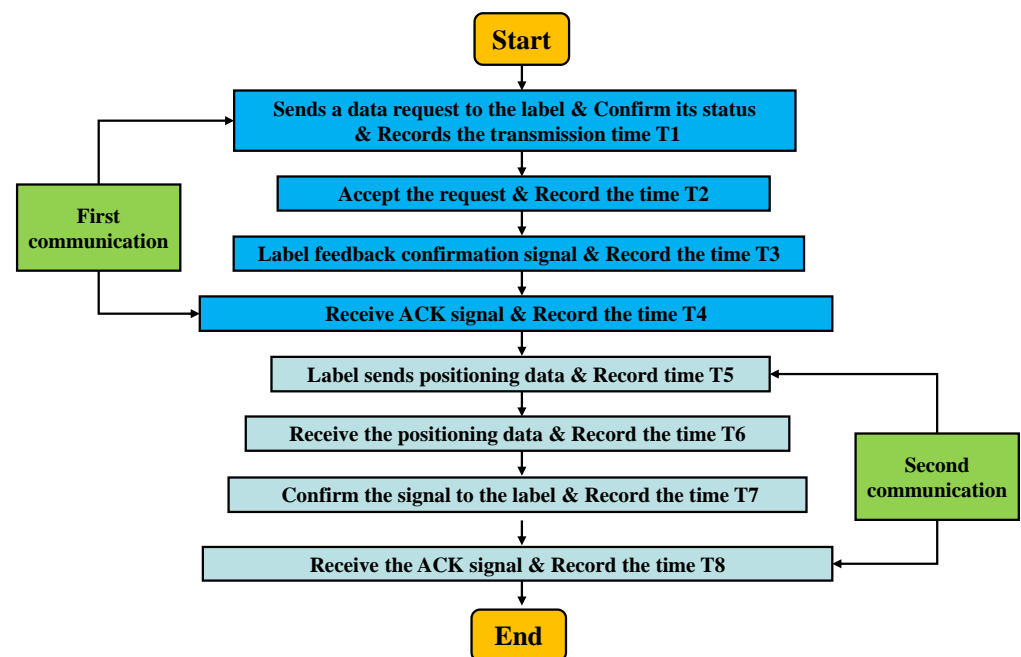 Start
Sends a data request to the label & Confirm its status
& Records the transmission time T1
Accept the request & Record the time T2
First
communication
Label feedback confirmation signal & Record the time T3
Receive ACK signal & Record the time T4
Label sends positioning data & Record time T5
Receive the positioning data & Record the time T6
Second
communication
Confirm the signal to the label & Record the time T7
Receive the ACK signal & Record the time T8
End